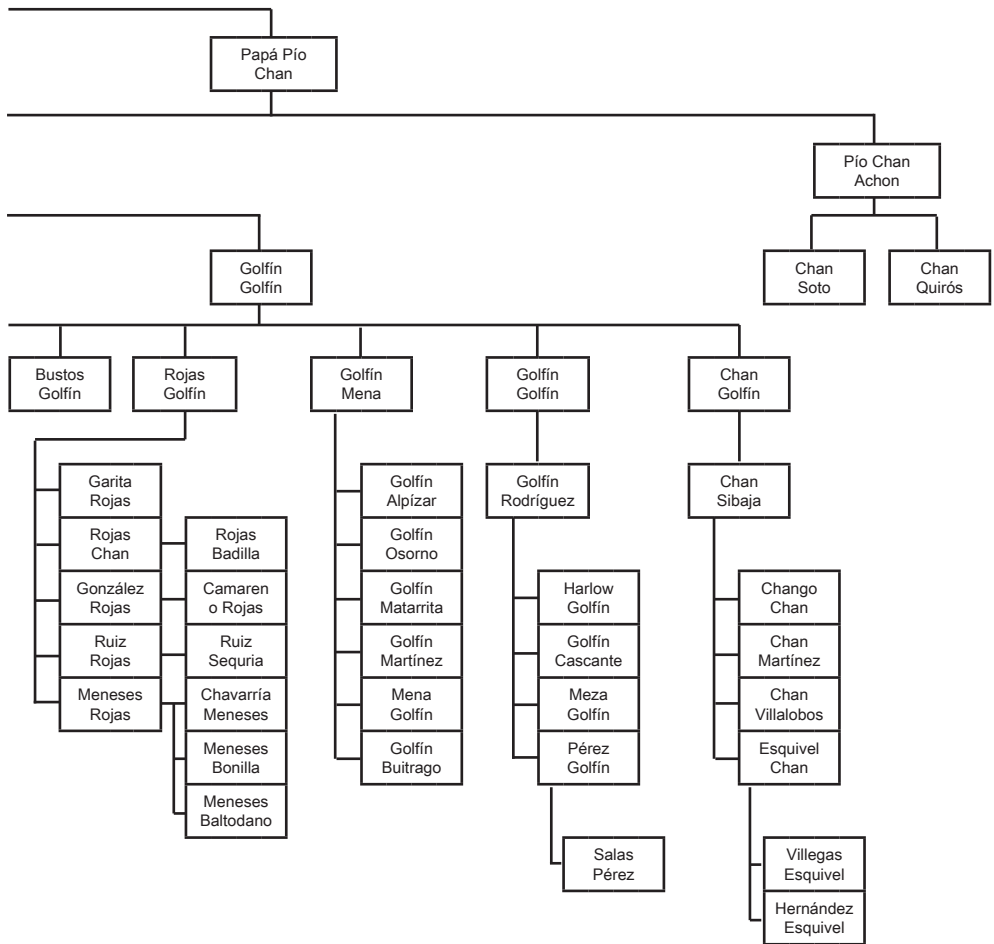 Papá Pío
Chan
Pío Chan
Achon
Golfín
Golfín
Chan
Soto
Chan
Quirós
Bustos
Golfín
Rojas
Golfín
Golfín
Mena
Golfín
Golfín
Chan
Golfín
Garita
Rojas
Rojas
Chan
González
Rojas
Ruiz
Rojas
Meneses
Rojas
Rojas
Badilla
Camaren
o Rojas
Ruiz
Sequria
Chavarría
Meneses
Meneses
Bonilla
Meneses
Baltodano
Golfín
Alpízar
Golfín
Osorno
Golfín
Matarrita
Golfín
Martínez
Mena
Golfín
Golfín
Buitrago
Golfín
Rodríguez
Harlow
Golfín
Golfín
Cascante
Meza
Golfín
Pérez
Golfín
Salas
Pérez
Chan
Sibaja
Chango
Chan
Chan
Martínez
Chan
Villalobos
Esquivel
Chan
Villegas
Esquivel
Hernández
Esquivel